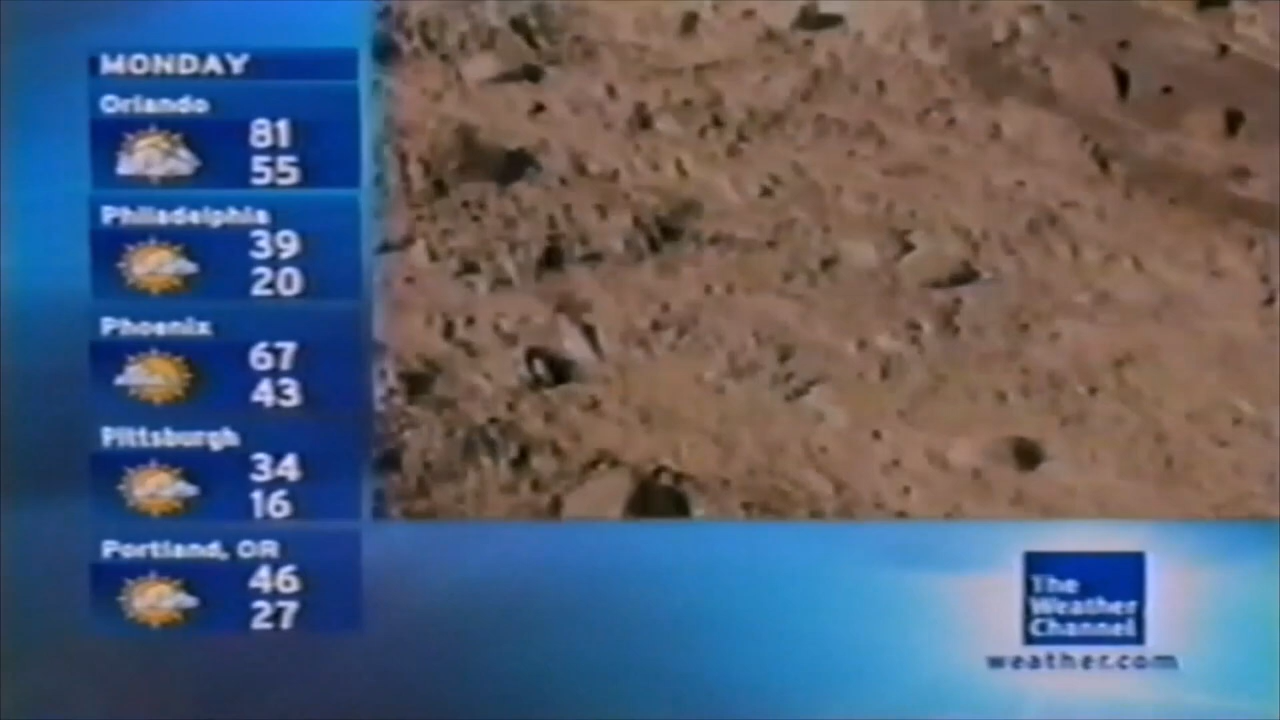 MONDAY
Orlando
81
55
Philadelphia
39
20
Phoenix
67
43
Pittsburgh
34
16
Portland, OR
46
27
The
Weather
Channel
weather.com